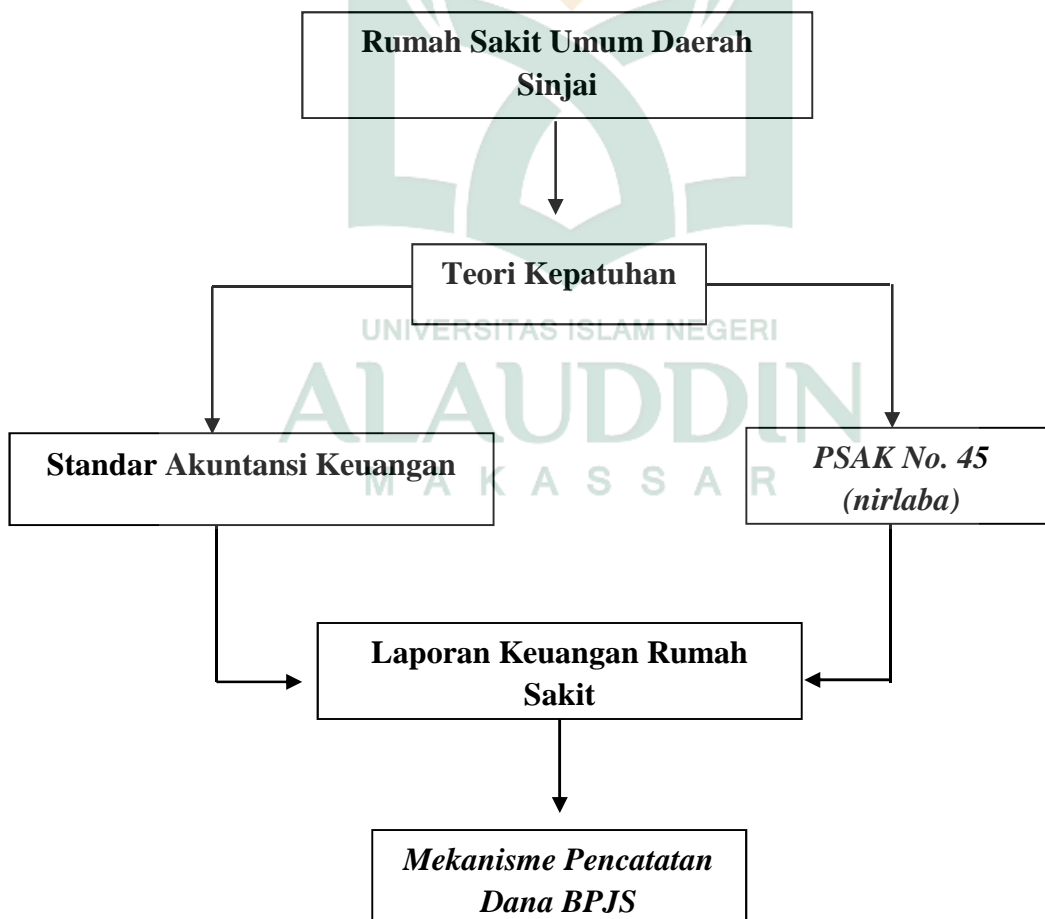 Rumah Sakit Umum Daerah
Sinjai
Teori Kepatuhan
UNIVERSITAS ISLAM NEGERI
ALAUDDIN
Standar Akuntansi Keuangan
PSAK No. 45
(nirlaba)
MAKASSAR
Laporan Keuangan Rumah
Sakit
Mekanisme Pencatatan
Dana BPJS